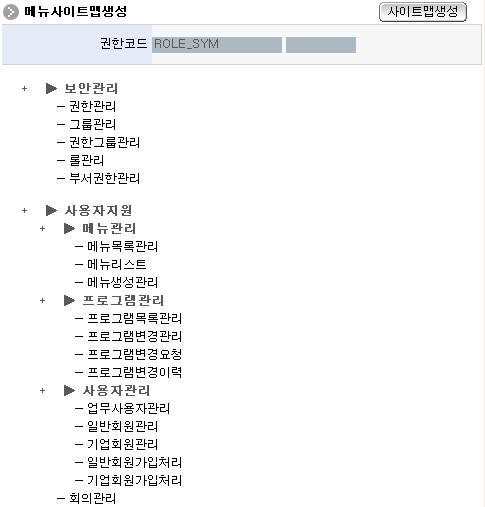 메뉴사이트맵생성
사이트맵생성
권한코드 ROLE_SYM
+ ▶ 보안관리
─ 권한관리
─ 그룹관리
─ 권한그룹관리
─ 롤관리
─ 부서권한관리
+ ▶ 사용자지원
+ ▶ 메뉴관리
─ 메뉴목록관리
─ 메뉴리스트
─ 메뉴생성관리
+ ▶ 프로그램관리
─ 프로그램목록관리
─ 프로그램변경관리
─ 프로그램변경요청
─ 프로그램변경이력
+ ▶ 사용자관리
─ 업무사용자관리
─ 일반회원관리
─ 기업회원관리
─ 일반회원가입처리
─ 기업회원가입처리
─ 회의관리